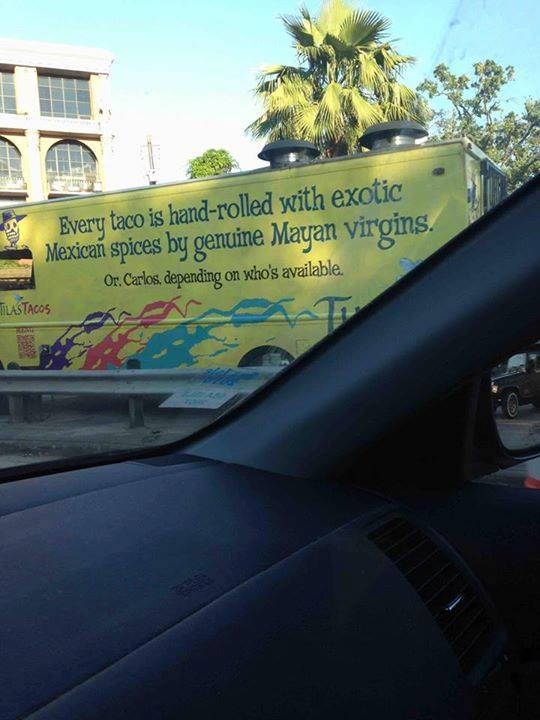 Every taco is hand-rolled with exotic
Mexican spices by genuine Mayan virgins.
Or, Carlos, depending on who's available.
TILASTACOS